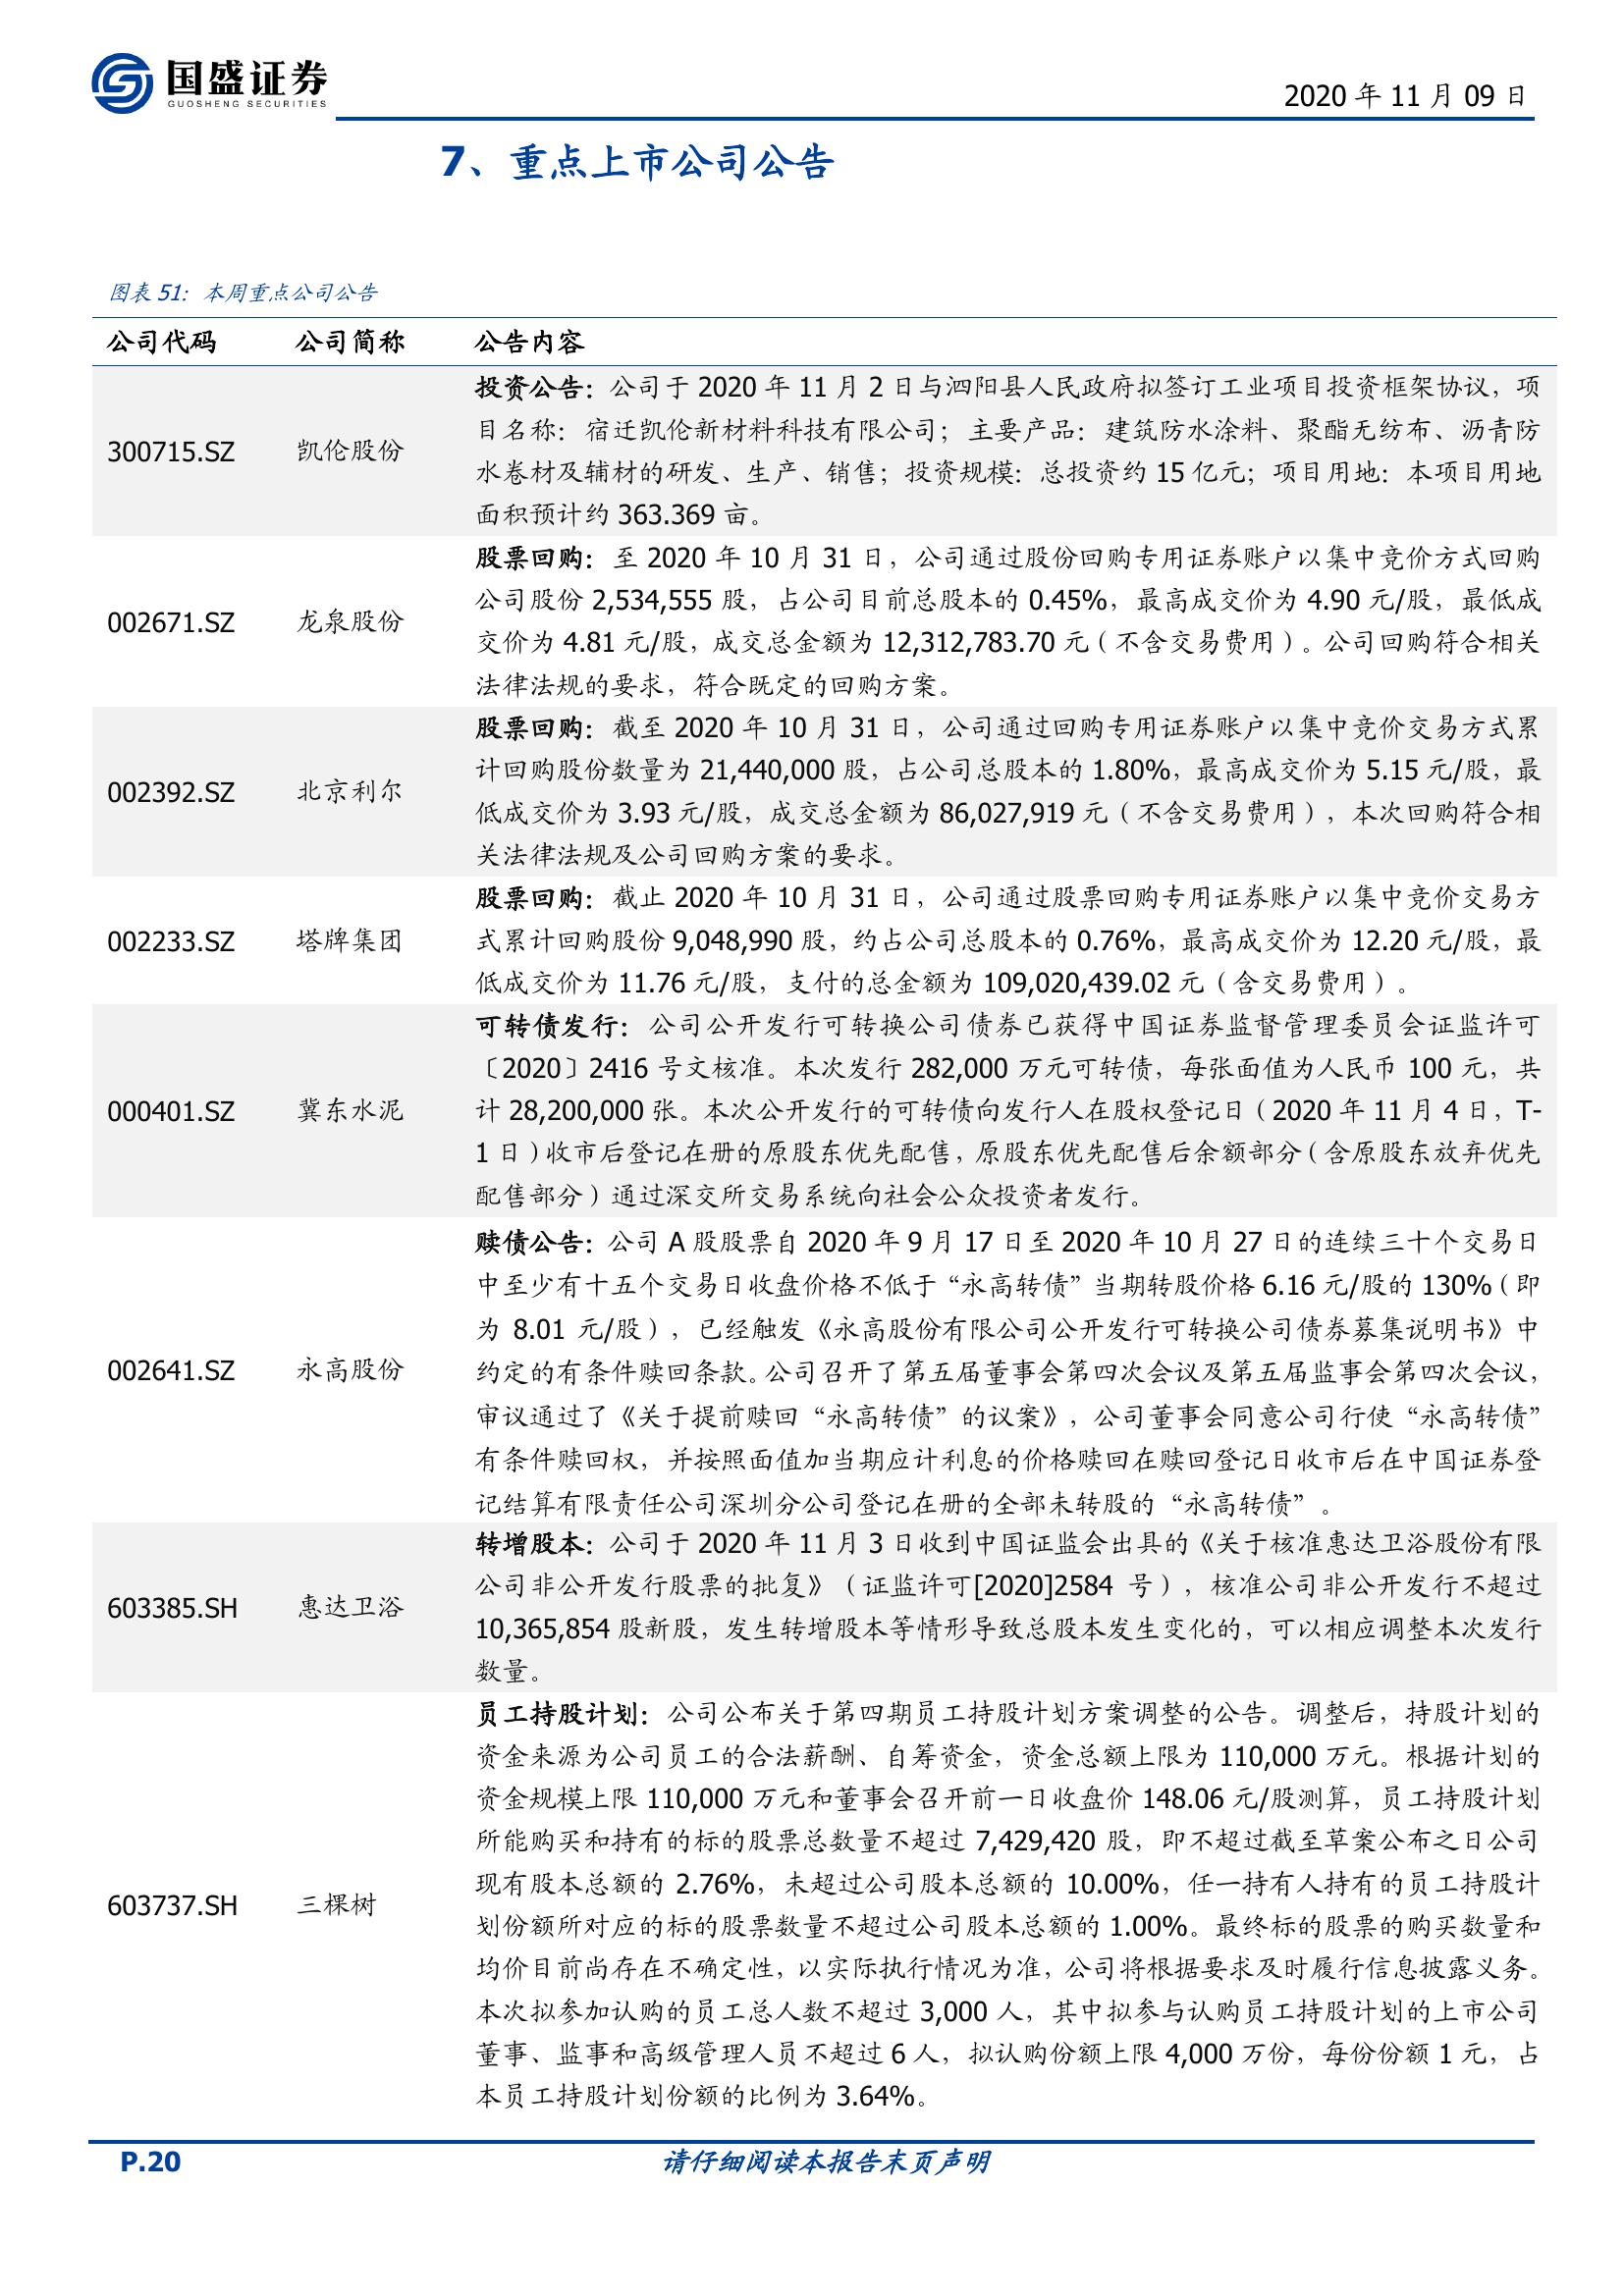 国盛证券
GUOSHENG SECURITIES
2020 年 11 月 09 日
7、重点上市公司公告
图表 51：本周重点公司公告
公司代码 公司简称 公告内容
300715.SZ 凯伦股份
投资公告：公司于 2020 年 11 月 2 日与泗阳县人民政府拟签订工业项目投资框架协议，项
目名称：宿迁凯伦新材料科技有限公司；主要产品：建筑防水涂料、聚酯无纺布、沥青防
水卷材及辅材的研发、生产、销售；投资规模：总投资约 15 亿元；项目用地：本项目用地
面积预计约 363.369 亩。
002671.SZ 龙泉股份
股票回购：至 2020 年 10 月 31 日，公司通过股份回购专用证券账户以集中竞价方式回购
公司股份 2,534,555 股，占公司目前总股本的 0.45%，最高成交价为 4.90 元/股，最低成
交价为 4.81 元/股，成交总金额为 12,312,783.70 元（不含交易费用）。公司回购符合相关
法律法规的要求，符合既定的回购方案。
002392.SZ 北京利尔
股票回购：截至 2020 年 10 月 31 日，公司通过回购专用证券账户以集中竞价交易方式累
计回购股份数量为 21,440,000 股，占公司总股本的 1.80%，最高成交价为 5.15 元/股，最
低成交价为 3.93 元/股，成交总金额为 86,027,919 元（不含交易费用），本次回购符合相
关法律法规及公司回购方案的要求。
002233.SZ 塔牌集团
股票回购：截止 2020 年 10 月 31 日，公司通过股票回购专用证券账户以集中竞价交易方
式累计回购股份 9,048,990 股，约占公司总股本的 0.76%，最高成交价为 12.20 元/股，最
低成交价为 11.76 元/股，支付的总金额为 109,020,439.02 元（含交易费用）。
000401.SZ 冀东水泥
可转债发行：公司公开发行可转换公司债券已获得中国证券监督管理委员会证监许可
〔2020〕2416 号文核准。本次发行 282,000 万元可转债，每张面值为人民币 100 元，共
计 28,200,000 张。本次公开发行的可转债向发行人在股权登记日（2020 年 11 月 4 日，T-
1 日）收市后登记在册的原股东优先配售，原股东优先配售后余额部分（含原股东放弃优先
配售部分）通过深交所交易系统向社会公众投资者发行。
002641.SZ 永高股份
赎债公告：公司 A 股股票自 2020 年 9 月 17 日至 2020 年 10 月 27 日的连续三十个交易日
中至少有十五个交易日收盘价格不低于“永高转债”当期转股价格 6.16 元/股的 130%（即
为 8.01 元/股），已经触发《永高股份有限公司公开发行可转换公司债券募集说明书》中
约定的有条件赎回条款。公司召开了第五届董事会第四次会议及第五届监事会第四次会议，
审议通过了《关于提前赎回“永高转债”的议案》，公司董事会同意公司行使“永高转债”
有条件赎回权，并按照面值加当期应计利息的价格赎回在赎回登记日收市后在中国证券登
记结算有限责任公司深圳分公司登记在册的全部未转股的“永高转债”。
603385.SH 惠达卫浴
转增股本：公司于 2020 年 11 月 3 日收到中国证监会出具的《关于核准惠达卫浴股份有限
公司非公开发行股票的批复》（证监许可[2020]2584 号），核准公司非公开发行不超过
10,365,854 股新股，发生转增股本等情形导致总股本发生变化的，可以相应调整本次发行
数量。
603737.SH 三棵树
员工持股计划：公司公布关于第四期员工持股计划方案调整的公告。调整后，持股计划的
资金来源为公司员工的合法薪酬、自筹资金，资金总额上限为 110,000 万元。根据计划的
资金规模上限 110,000 万元和董事会召开前一日收盘价 148.06 元/股测算，员工持股计划
所能购买和持有的标的股票总数量不超过 7,429,420 股，即不超过截至草案公布之日公司
现有股本总额的 2.76%，未超过公司股本总额的 10.00%，任一持有人持有的员工持股计
划份额所对应的标的股票数量不超过公司股本总额的 1.00%。最终标的股票的购买数量和
均价目前尚存在不确定性，以实际执行情况为准，公司将根据要求及时履行信息披露义务。
本次拟参加认购的员工总人数不超过 3,000 人，其中拟参与认购员工持股计划的上市公司
董事、监事和高级管理人员不超过 6 人，拟认购份额上限 4,000 万份，每份份额 1 元，占
本员工持股计划份额的比例为 3.64%。
P.20 请仔细阅读本报告末页声明